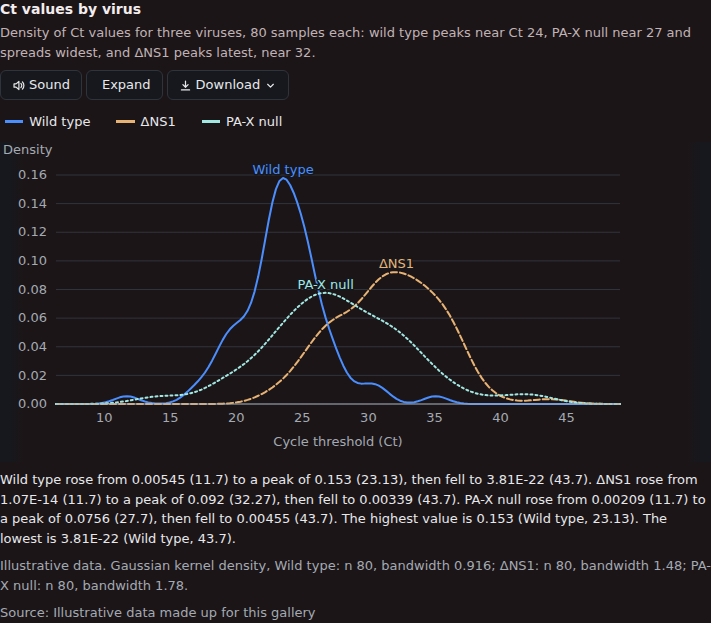 Ct values by virus
Density of Ct values for three viruses, 80 samples each: wild type peaks near Ct 24, PA-X null near 27 and
spreads widest, and ΔNS1 peaks latest, near 32.
Sound Expand Download
Wild type ΔNS1 PA-X null
Density
Wild type
0.16
0.14
0.12
0.10
ΔNS1
0.08
PA-X null
0.06
0.04
0.02
0.00
10 15 20 25 30 35 40 45
Cycle threshold (Ct)
Wild type rose from 0.00545 (11.7) to a peak of 0.153 (23.13), then fell to 3.81E-22 (43.7). ΔNS1 rose from
1.07E-14 (11.7) to a peak of 0.092 (32.27), then fell to 0.00339 (43.7). PA-X null rose from 0.00209 (11.7) to
a peak of 0.0756 (27.7), then fell to 0.00455 (43.7). The highest value is 0.153 (Wild type, 23.13). The
lowest is 3.81E-22 (Wild type, 43.7).
Illustrative data. Gaussian kernel density, Wild type: n 80, bandwidth 0.916; ΔNS1: n 80, bandwidth 1.48; PA-
X null: n 80, bandwidth 1.78.
Source: Illustrative data made up for this gallery